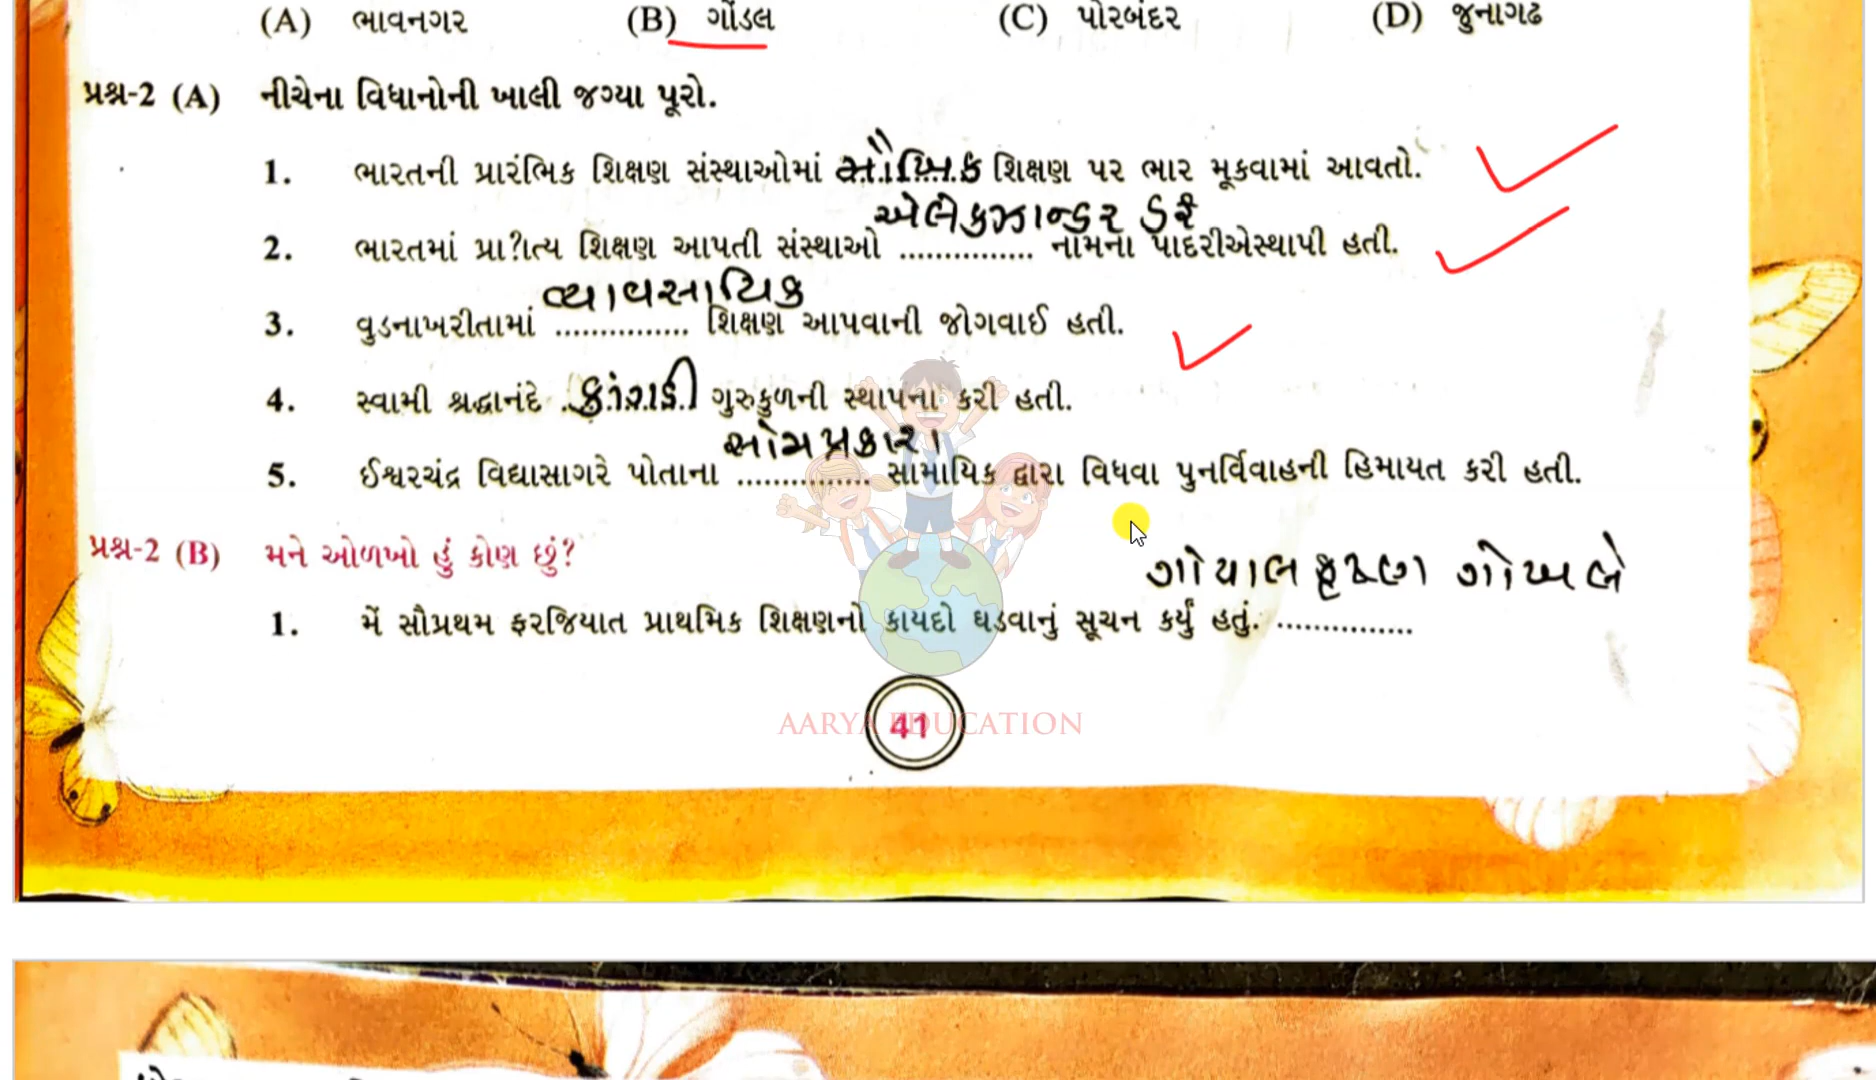 (A) ભાવનગર (B) ગોંડલ (C) પોરબંદર (D) જુનાગઢ
પ્રશ્ન-2 (A) નીચેના વિધાનોની ખાલી જગ્યા પૂરો.
1. ભારતની પ્રારંભિક શિક્ષણ સંસ્થાઓમાં મૌખિક શિક્ષણ પર ભાર મૂકવામાં આવતો.
એલેકઝાન્ડર ડફ
2. ભારતમાં પ્રા?ાત્ય શિક્ષણ આપતી સંસ્થાઓ ............... નામના પાદરીએસ્થાપી હતી.
વ્યાવસાયિક
3. વુડનાખરીતામાં ............... શિક્ષણ આપવાની જોગવાઈ હતી.
4. સ્વામી શ્રદ્ધાનંદે કાંગડી ગુરુકુળની સ્થાપના કરી હતી.
સોમપ્રકાશ
5. ઈશ્વરચંદ્ર વિદ્યાસાગરે પોતાના ............... સામાયિક દ્વારા વિધવા પુનર્વિવાહની હિમાયત કરી હતી.
પ્રશ્ન-2 (B) મને ઓળખો હું કોણ છું?
ગોપાલ કૃષ્ણ ગોખલે
1. મેં સૌપ્રથમ ફરજિયાત પ્રાથમિક શિક્ષણનો કાયદો ઘડવાનું સૂચન કર્યું હતું. ...............
AARYA EDUCATION
41